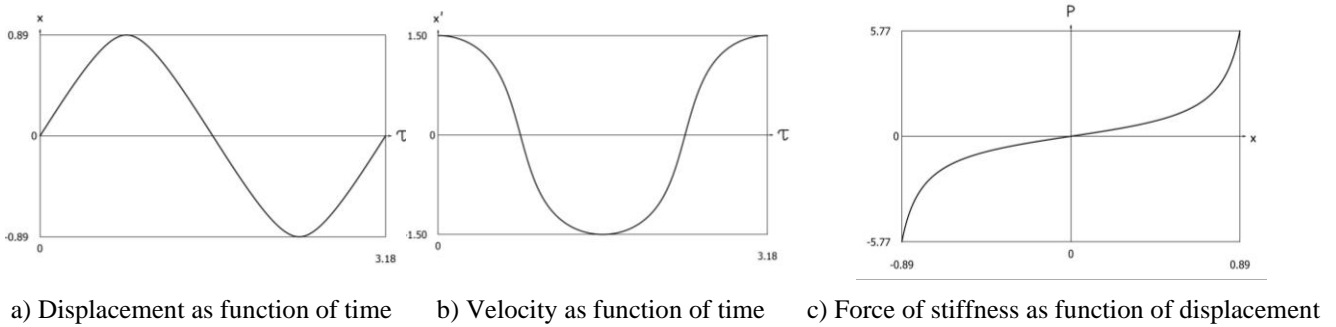 x
0.89
0
-0.89
0
3.18
τ
x'
1.50
0
1.50
0
3.18
τ
P
5.77
0
-5.77
-0.89
0
0.89
x
a) Displacement as function of time b) Velocity as function of time c) Force of stiffness as function of displacement